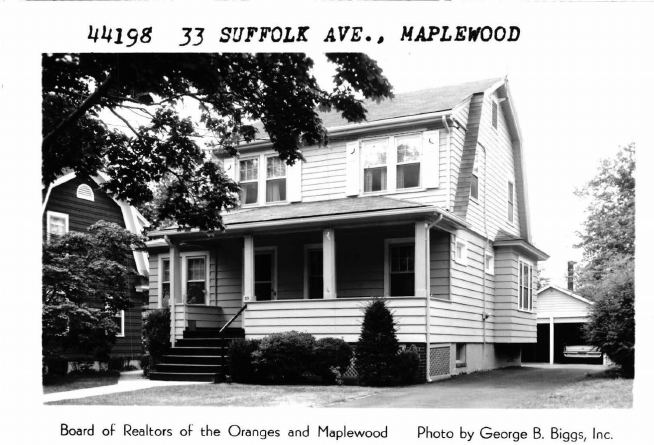 44198 33 SUFFOLK AVE., MAPLEWOOD
Board of Realtors of the Oranges and Maplewood Photo by George B. Biggs, Inc.